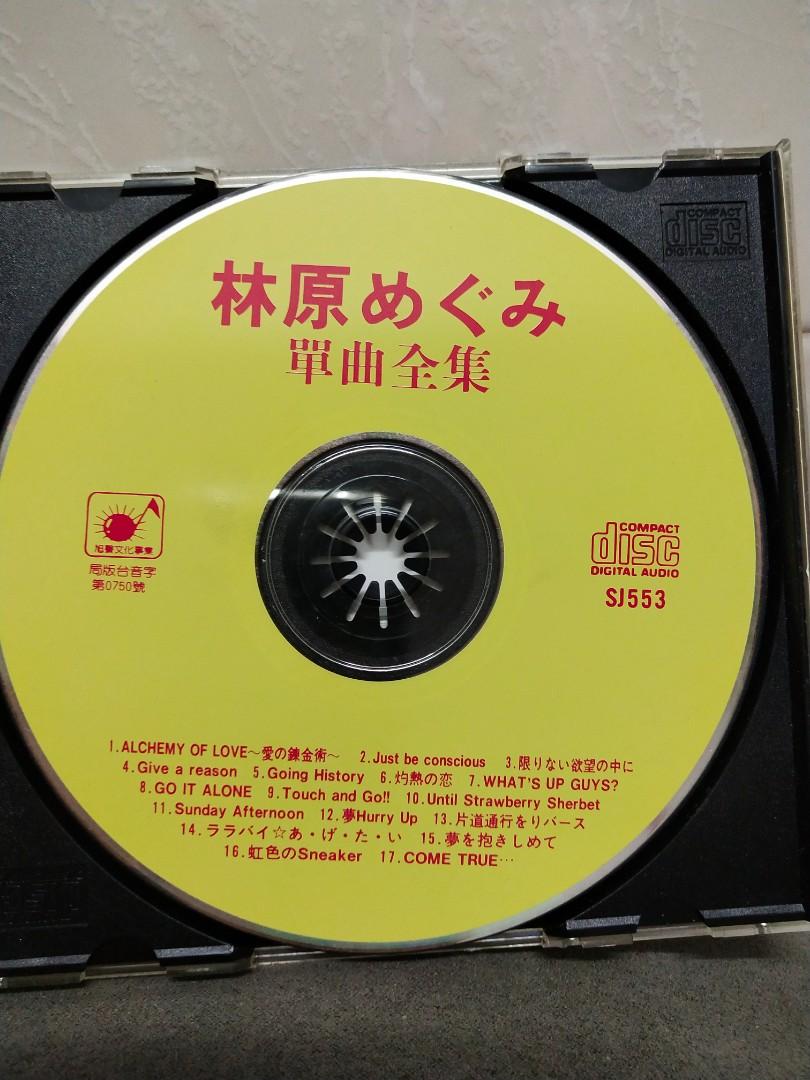 COMPACT
disc
DIGITAL AUDIO
林原めぐみ
單曲全集
旭聲文化事業
局版台音字
第0750號
COMPACT
disc
DIGITAL AUDIO
SJ553
1.ALCHEMY OF LOVE～愛の錬金術～ 2.Just be conscious 3.限りない欲望の中に
4.Give a reason 5.Going History 6.灼熱の恋 7.WHAT'S UP GUYS?
8.GO IT ALONE 9.Touch and Go!! 10.Until Strawberry Sherbet
11.Sunday Afternoon 12.夢Hurry Up 13.片道通行をリバース
14.ララバイ☆あ・げ・た・い 15.夢を抱きしめて
16.虹色のSneaker 17.COME TRUE…